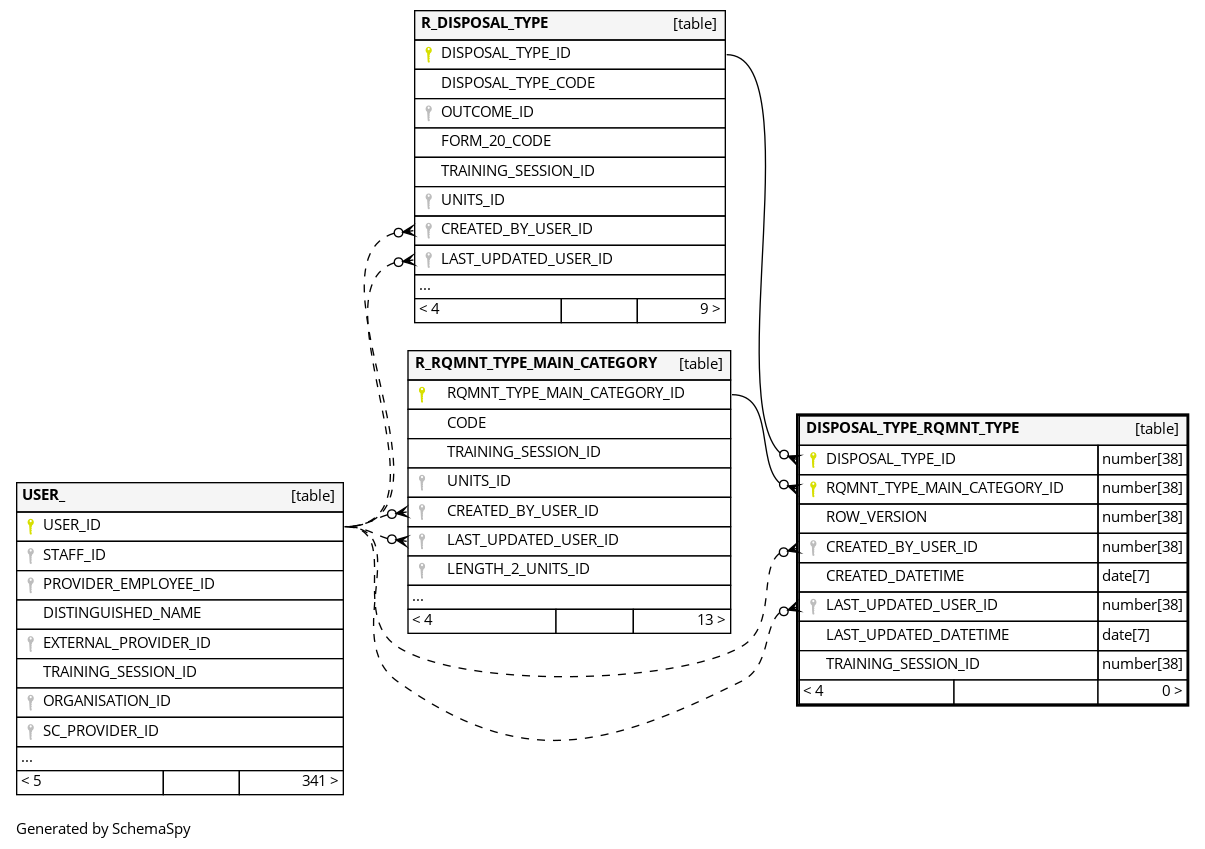 R_DISPOSAL_TYPE [table]
DISPOSAL_TYPE_ID
DISPOSAL_TYPE_CODE
OUTCOME_ID
FORM_20_CODE
TRAINING_SESSION_ID
UNITS_ID
CREATED_BY_USER_ID
LAST_UPDATED_USER_ID
...
< 4 9 >
R_RQMNT_TYPE_MAIN_CATEGORY [table]
RQMNT_TYPE_MAIN_CATEGORY_ID
CODE
TRAINING_SESSION_ID
UNITS_ID
CREATED_BY_USER_ID
LAST_UPDATED_USER_ID
LENGTH_2_UNITS_ID
...
< 4 13 >
DISPOSAL_TYPE_RQMNT_TYPE [table]
DISPOSAL_TYPE_ID number[38]
RQMNT_TYPE_MAIN_CATEGORY_ID number[38]
ROW_VERSION number[38]
CREATED_BY_USER_ID number[38]
CREATED_DATETIME date[7]
LAST_UPDATED_USER_ID number[38]
LAST_UPDATED_DATETIME date[7]
TRAINING_SESSION_ID number[38]
< 4 0 >
USER_ [table]
USER_ID
STAFF_ID
PROVIDER_EMPLOYEE_ID
DISTINGUISHED_NAME
EXTERNAL_PROVIDER_ID
TRAINING_SESSION_ID
ORGANISATION_ID
SC_PROVIDER_ID
...
< 5 341 >
Generated by SchemaSpy